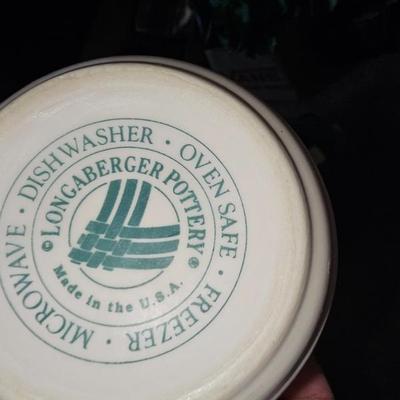 MICROWAVE · DISHWASHER · OVEN SAFE · FREEZER ·
© LONGABERGER POTTERY ®
Made in the U.S.A.